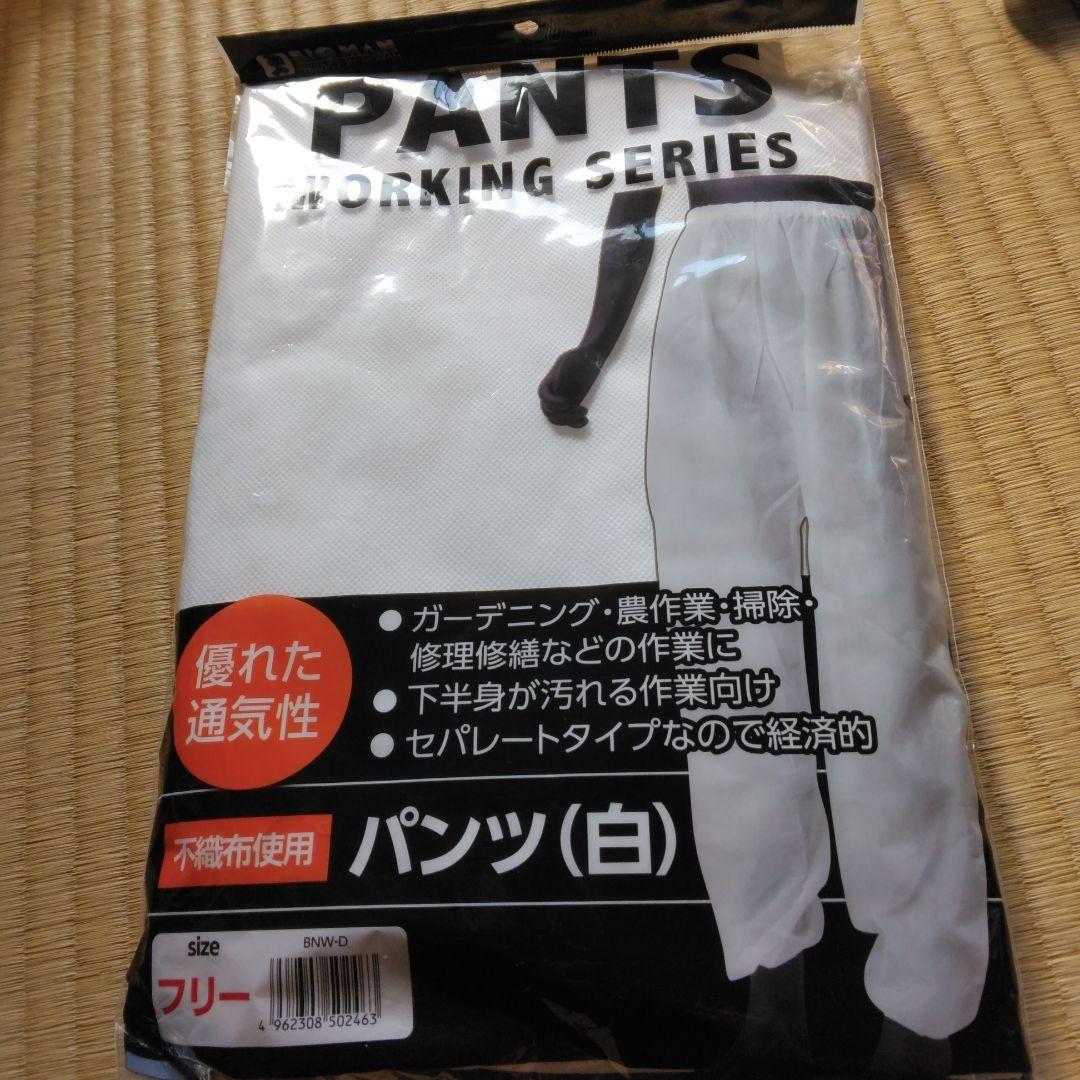 BIGMAN
PANTS
WORKING SERIES
優れた
通気性
●ガーデニング・農作業・掃除・
修理修繕などの作業に
●下半身が汚れる作業向け
●セパレートタイプなので経済的
不織布使用
パンツ(白)
size
フリー
BNW-D
4 962308 502463